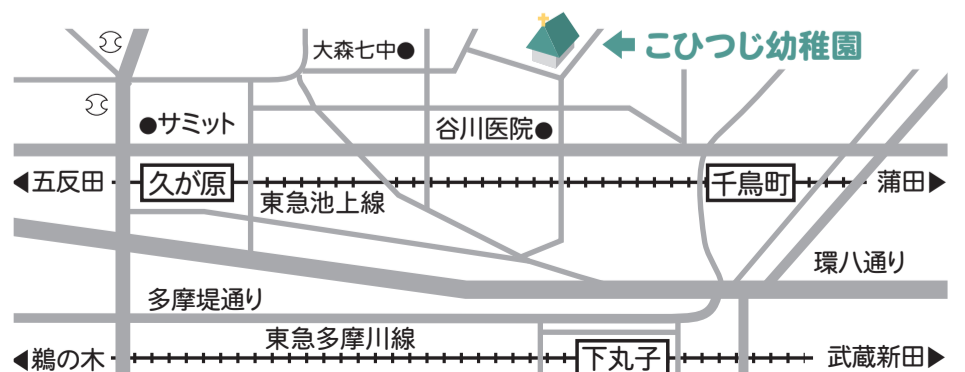 大森七中●
こひつじ幼稚園
●サミット
谷川医院●
◀五反田
久が原
千鳥町
蒲田▶
東急池上線
環八通り
多摩堤通り
東急多摩川線
◀鵜の木
下丸子
武蔵新田▶